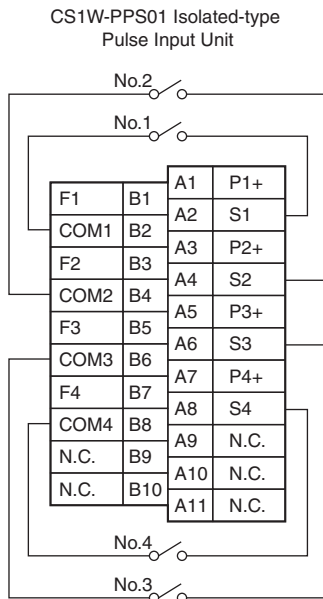 CS1W-PPS01 Isolated-type
Pulse Input Unit
No.2
No.1
A1 P1+
F1 B1
A2 S1
COM1 B2
A3 P2+
F2 B3
A4 S2
COM2 B4
A5 P3+
F3 B5
A6 S3
COM3 B6
A7 P4+
F4 B7
A8 S4
COM4 B8
A9 N.C.
N.C. B9
A10 N.C.
N.C. B10
A11 N.C.
No.4
No.3